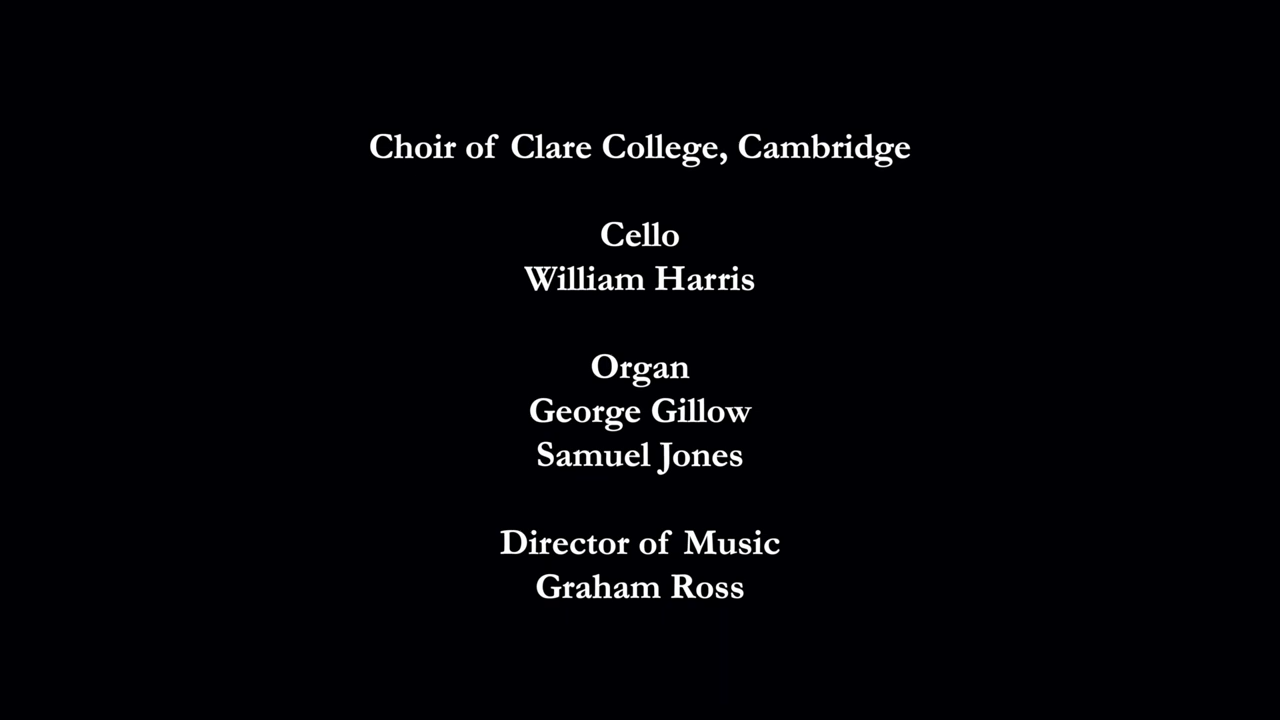 Choir of Clare College, Cambridge
Cello
William Harris
Organ
George Gillow
Samuel Jones
Director of Music
Graham Ross